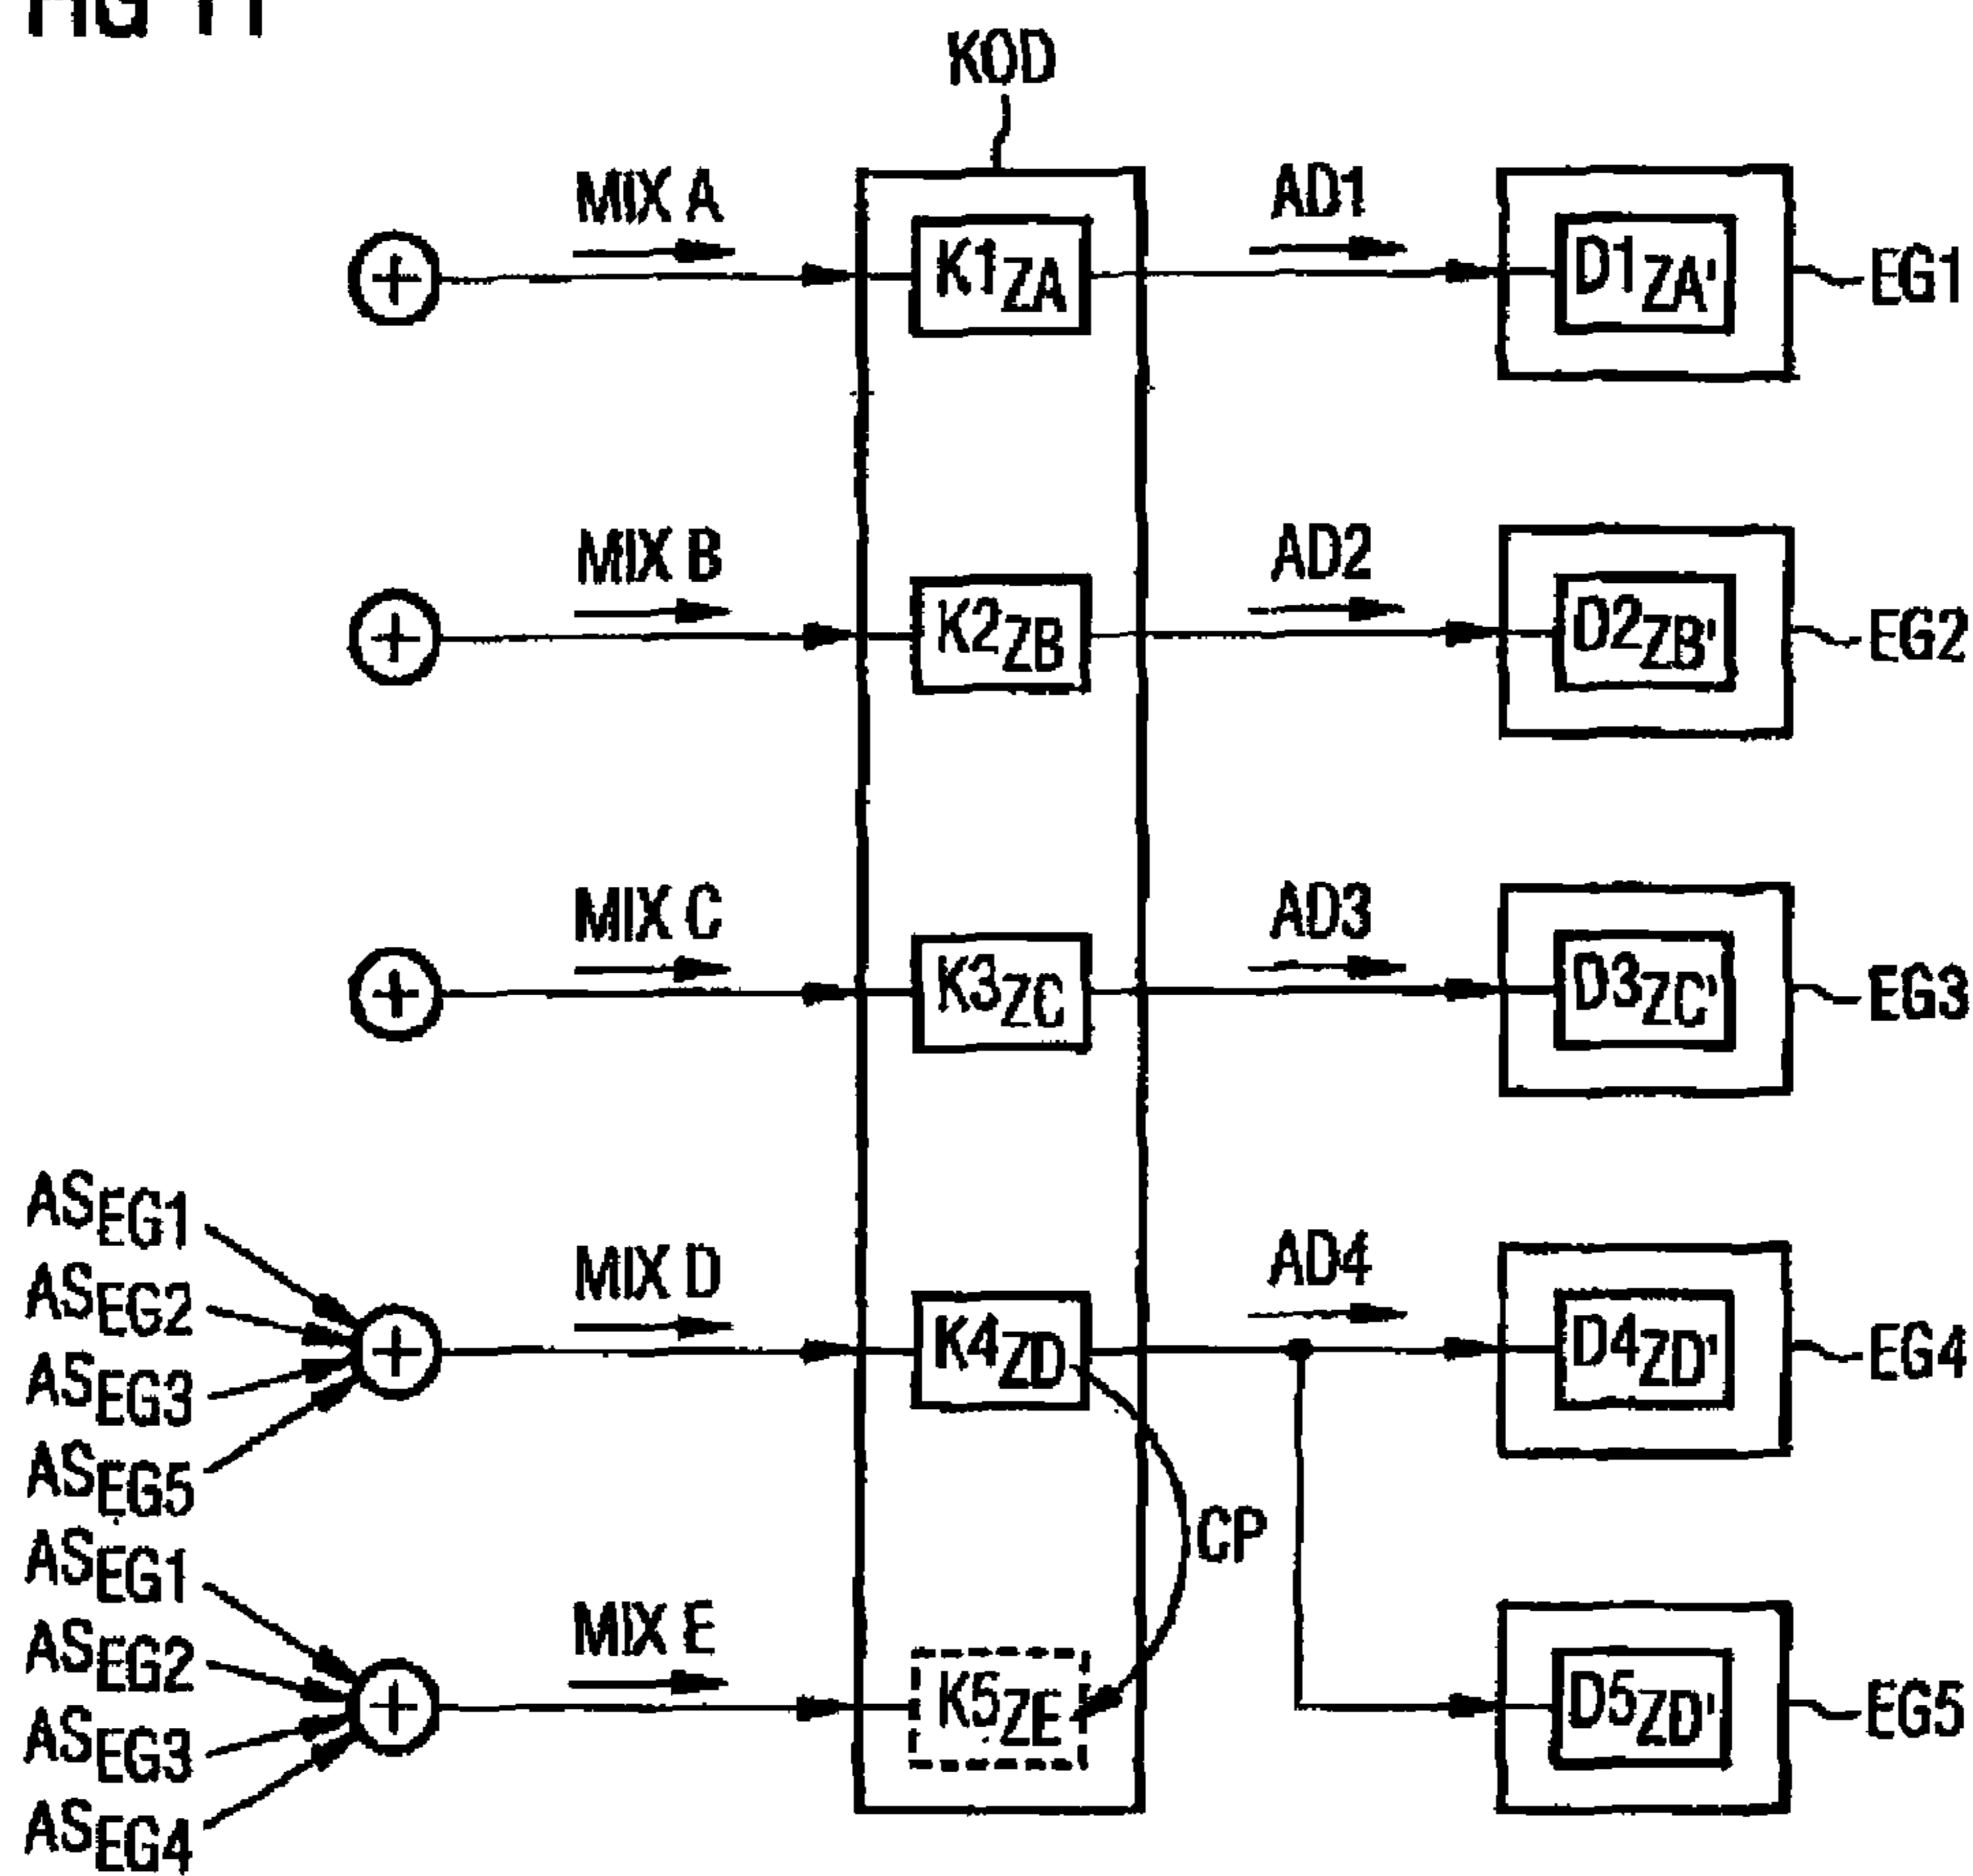 FIG 11
KOD
MIX A
AD1
K1ZA
D1ZA'
EG1
MIX B
AD2
K2ZB
D2ZB'
EG2
MIX C
AD3
K3ZC
D3ZC'
EG3
ASEG1
ASEG2
ASEG3
ASEG5
MIX D
AD4
K4ZD
D4ZD'
EG4
CP
ASEG1
ASEG2
ASEG3
ASEG4
MIX E
K5ZE
D5ZD'
EG5